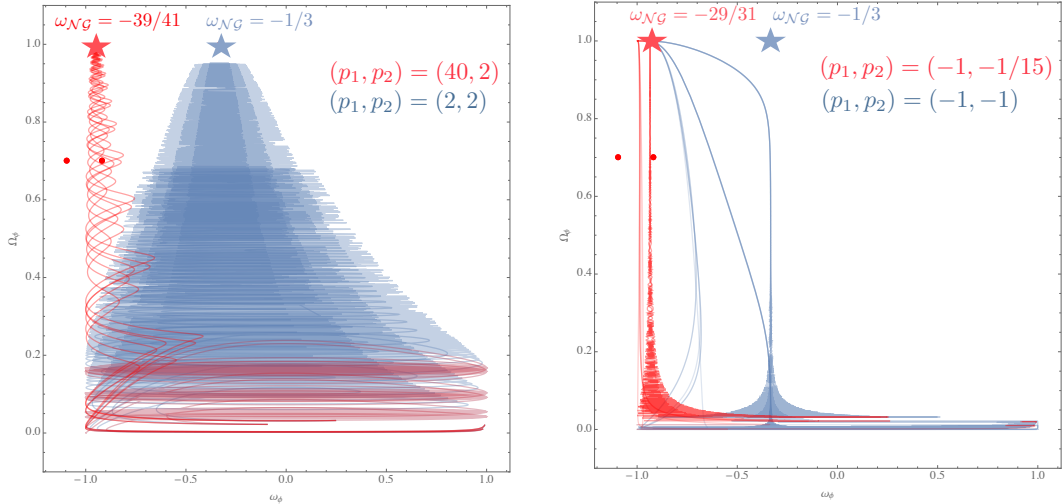 ω_NG = −39/41
ω_NG = −1/3
(p₁, p₂) = (40, 2)
(p₁, p₂) = (2, 2)
1.0
0.8
0.6
0.4
0.2
0.0
Ω_ϕ
-1.0
-0.5
0.0
0.5
1.0
ω_ϕ
ω_NG = −29/31
ω_NG = −1/3
(p₁, p₂) = (−1, −1/15)
(p₁, p₂) = (−1, −1)
1.0
0.8
0.6
0.4
0.2
0.0
Ω_ϕ
-1.0
-0.5
0.0
0.5
1.0
ω_ϕ